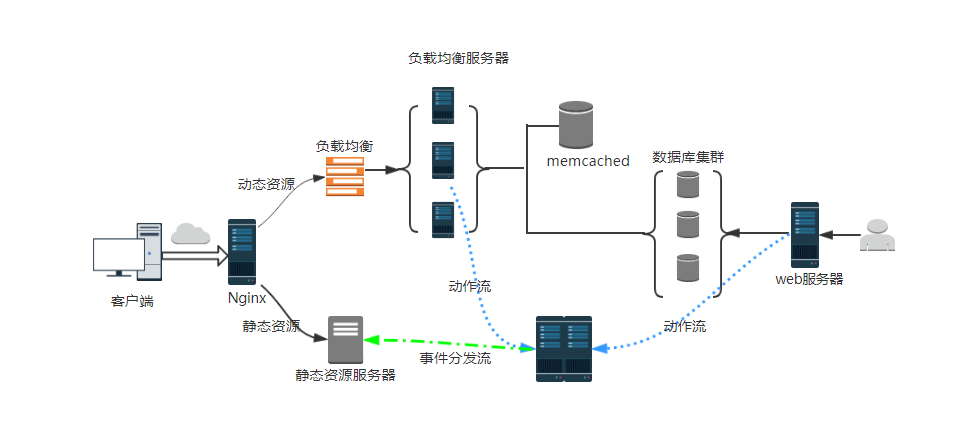 负载均衡服务器
负载均衡
memcached
数据库集群
动态资源
动作流
客户端
Nginx
web服务器
静态资源
动作流
事件分发流
静态资源服务器